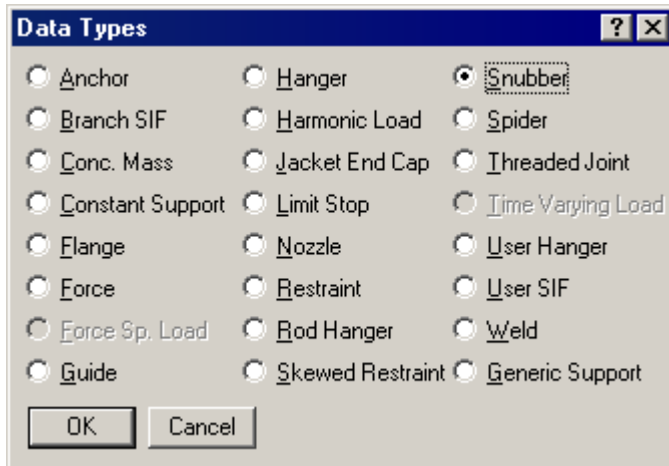 Data Types
Anchor Hanger Snubber
Branch SIF Harmonic Load Spider
Conc. Mass Jacket End Cap Threaded Joint
Constant Support Limit Stop Time Varying Load
Flange Nozzle User Hanger
Force Restraint User SIF
Force Sp. Load Rod Hanger Weld
Guide Skewed Restraint Generic Support
OK Cancel